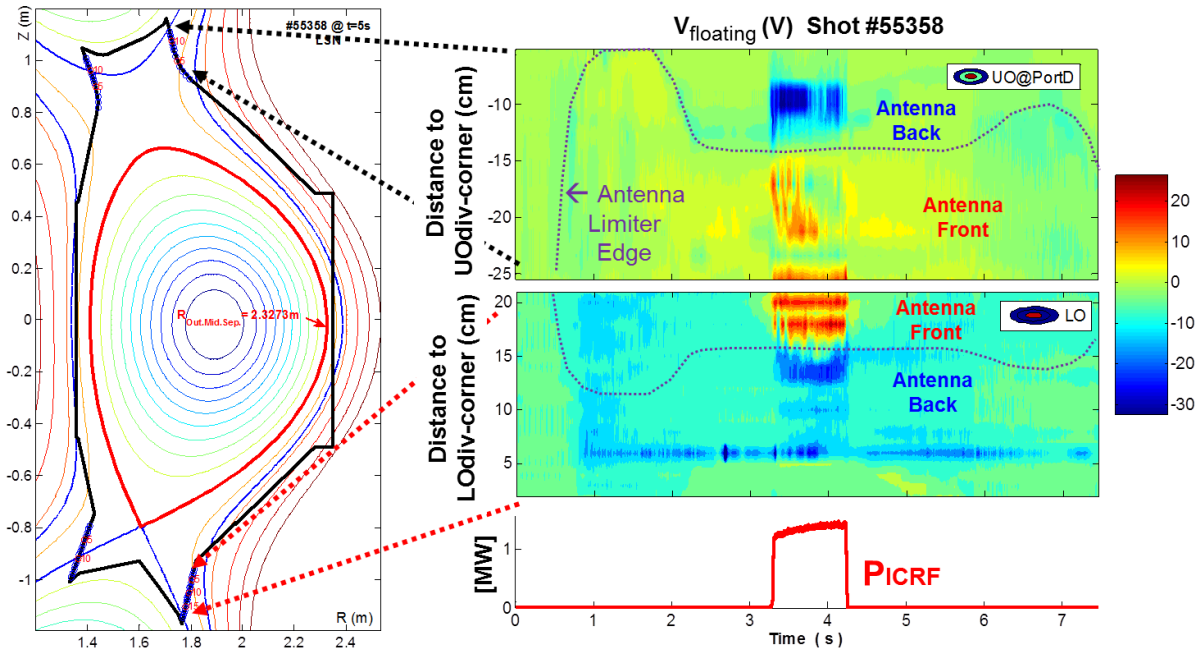 Z (m)
#55358 @ t=5s
LSN
1
0.8
0.6
0.4
0.2
0
-0.2
-0.4
-0.6
-0.8
-1
R Out.Mid.Sep. = 2.3273m
R (m)
1.4
1.6
1.8
2
2.2
2.4
V floating (V) Shot #55358
Distance to
UOdiv-corner (cm)
-10
-15
-20
-25
UO@PortD
Antenna
Back
← Antenna
Limiter
Edge
Antenna
Front
Distance to
LOdiv-corner (cm)
20
15
10
5
LO
Antenna
Front
Antenna
Back
20
10
0
-10
-20
-30
[MW]
1
0
PICRF
0
1
2
3
4
5
6
7
Time ( s )